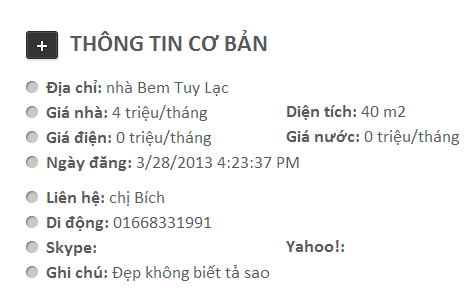 THÔNG TIN CƠ BẢN
Địa chỉ: nhà Bem Tuy Lạc
Giá nhà: 4 triệu/tháng Diện tích: 40 m2
Giá điện: 0 triệu/tháng Giá nước: 0 triệu/tháng
Ngày đăng: 3/28/2013 4:23:37 PM
Liên hệ: chị Bích
Di động: 01668331991
Skype: Yahoo!:
Ghi chú: Đẹp không biết tả sao